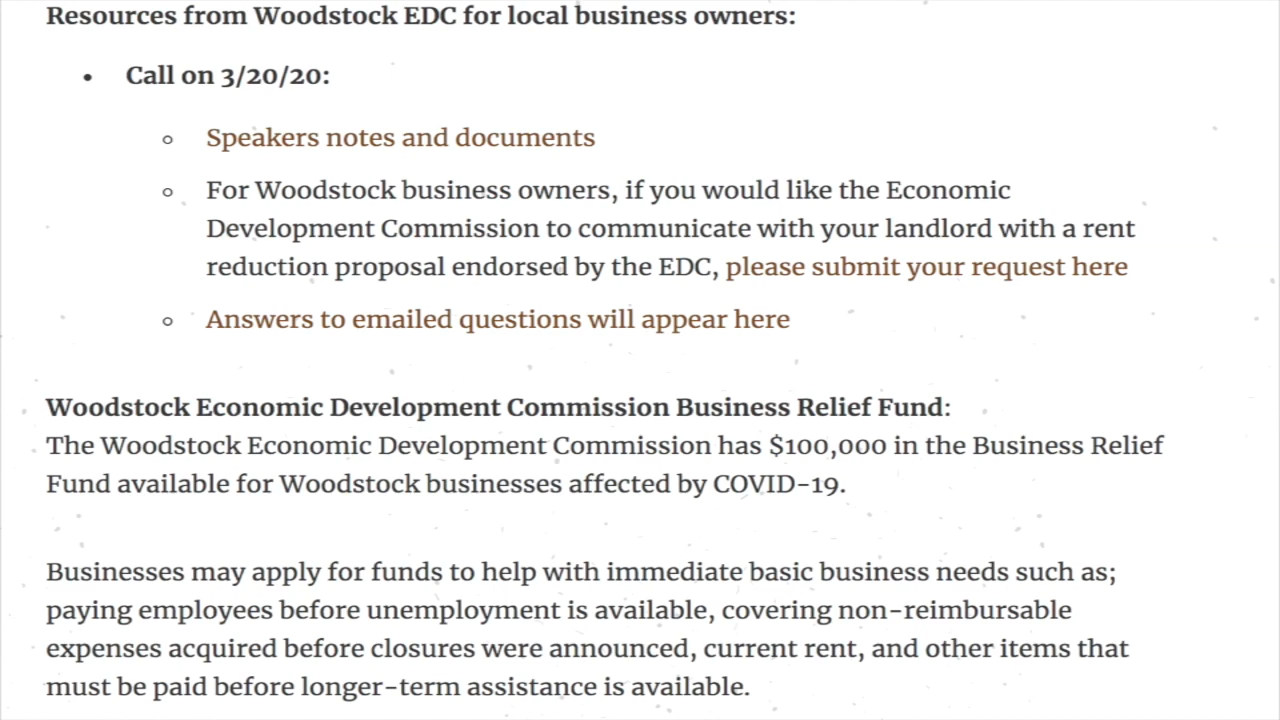 Resources from Woodstock EDC for local business owners:
• Call on 3/20/20:
○ Speakers notes and documents
○ For Woodstock business owners, if you would like the Economic
Development Commission to communicate with your landlord with a rent
reduction proposal endorsed by the EDC, please submit your request here
○ Answers to emailed questions will appear here
Woodstock Economic Development Commission Business Relief Fund:
The Woodstock Economic Development Commission has $100,000 in the Business Relief
Fund available for Woodstock businesses affected by COVID-19.
Businesses may apply for funds to help with immediate basic business needs such as;
paying employees before unemployment is available, covering non-reimbursable
expenses acquired before closures were announced, current rent, and other items that
must be paid before longer-term assistance is available.